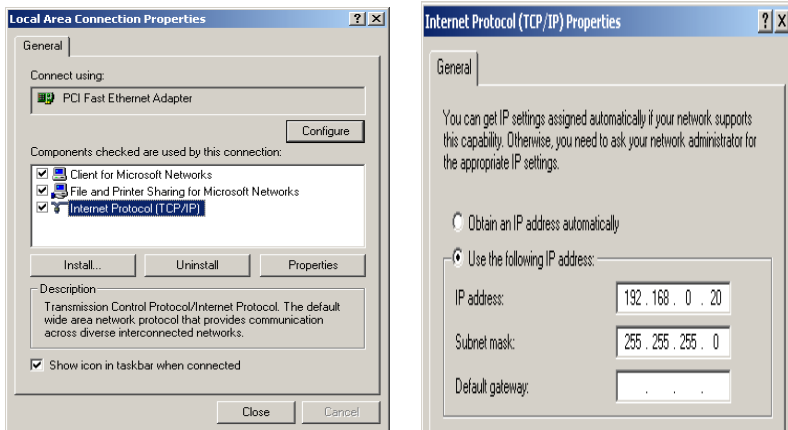 Local Area Connection Properties
General
Connect using:
PCI Fast Ethernet Adapter
Configure
Components checked are used by this connection:
Client for Microsoft Networks
File and Printer Sharing for Microsoft Networks
Internet Protocol (TCP/IP)
Install... Uninstall Properties
Description
Transmission Control Protocol/Internet Protocol. The default
wide area network protocol that provides communication
across diverse interconnected networks.
Show icon in taskbar when connected
Close Cancel
Internet Protocol (TCP/IP) Properties
General
You can get IP settings assigned automatically if your network supports
this capability. Otherwise, you need to ask your network administrator for
the appropriate IP settings.
Obtain an IP address automatically
Use the following IP address:
IP address: 192 . 168 . 0 . 20
Subnet mask: 255 . 255 . 255 . 0
Default gateway: . . .